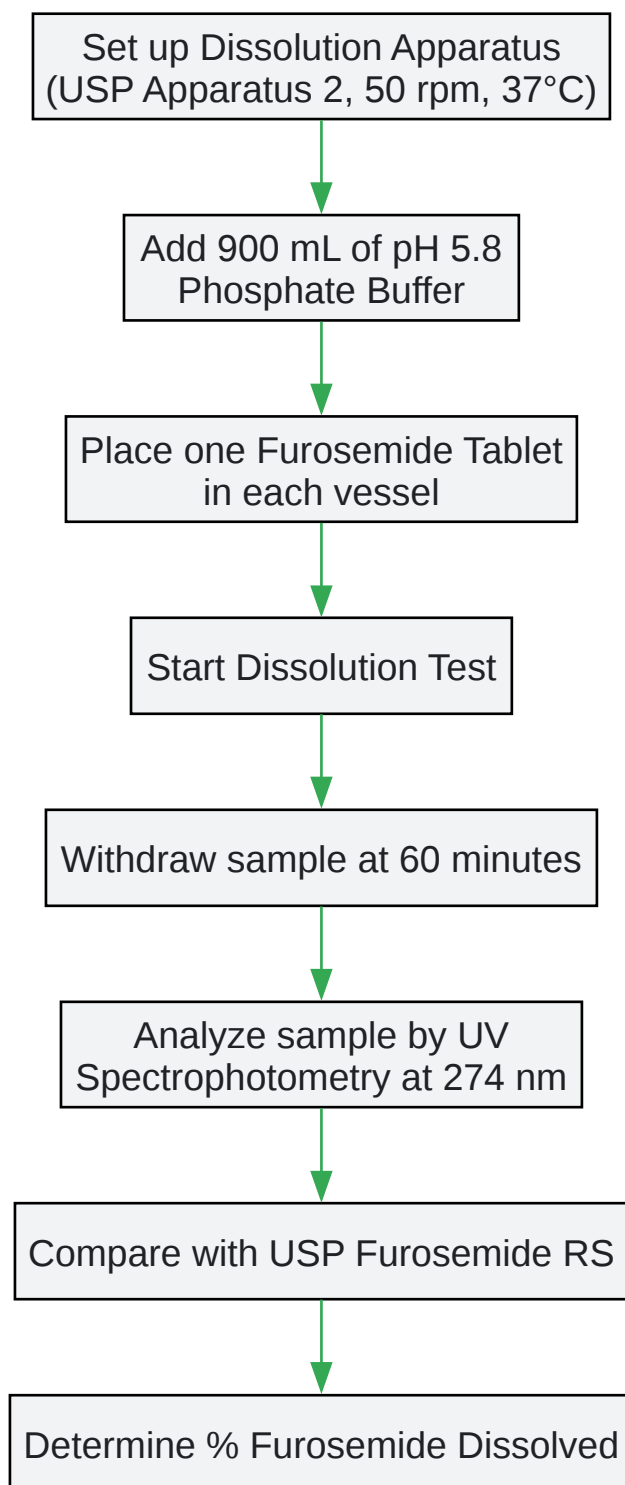 Set up Dissolution Apparatus
(USP Apparatus 2, 50 rpm, 37°C)
Add 900 mL of pH 5.8
Phosphate Buffer
Place one Furosemide Tablet
in each vessel
Start Dissolution Test
Withdraw sample at 60 minutes
Analyze sample by UV
Spectrophotometry at 274 nm
Compare with USP Furosemide RS
Determine % Furosemide Dissolved